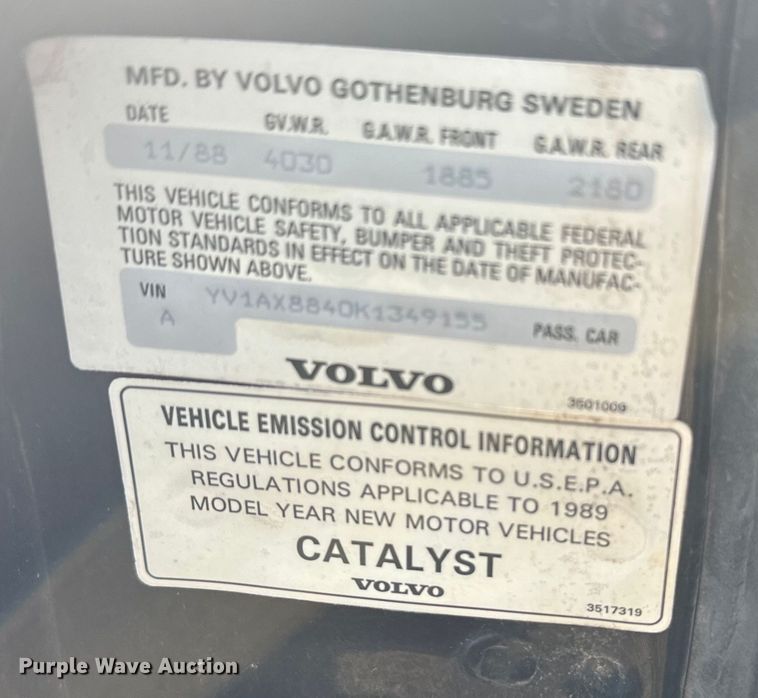 MFD. BY VOLVO GOTHENBURG SWEDEN
DATE G.V.W.R. G.A.W.R. FRONT G.A.W.R. REAR
11/88 4030 1885 2180
THIS VEHICLE CONFORMS TO ALL APPLICABLE FEDERAL
MOTOR VEHICLE SAFETY, BUMPER AND THEFT PROTEC-
TION STANDARDS IN EFFECT ON THE DATE OF MANUFAC-
TURE SHOWN ABOVE.
VIN YV1AX8840K1349155 PASS. CAR
A
VOLVO
3501009
VEHICLE EMISSION CONTROL INFORMATION
THIS VEHICLE CONFORMS TO U.S.E.P.A.
REGULATIONS APPLICABLE TO 1989
MODEL YEAR NEW MOTOR VEHICLES
CATALYST
VOLVO
3517319
Purple Wave Auction